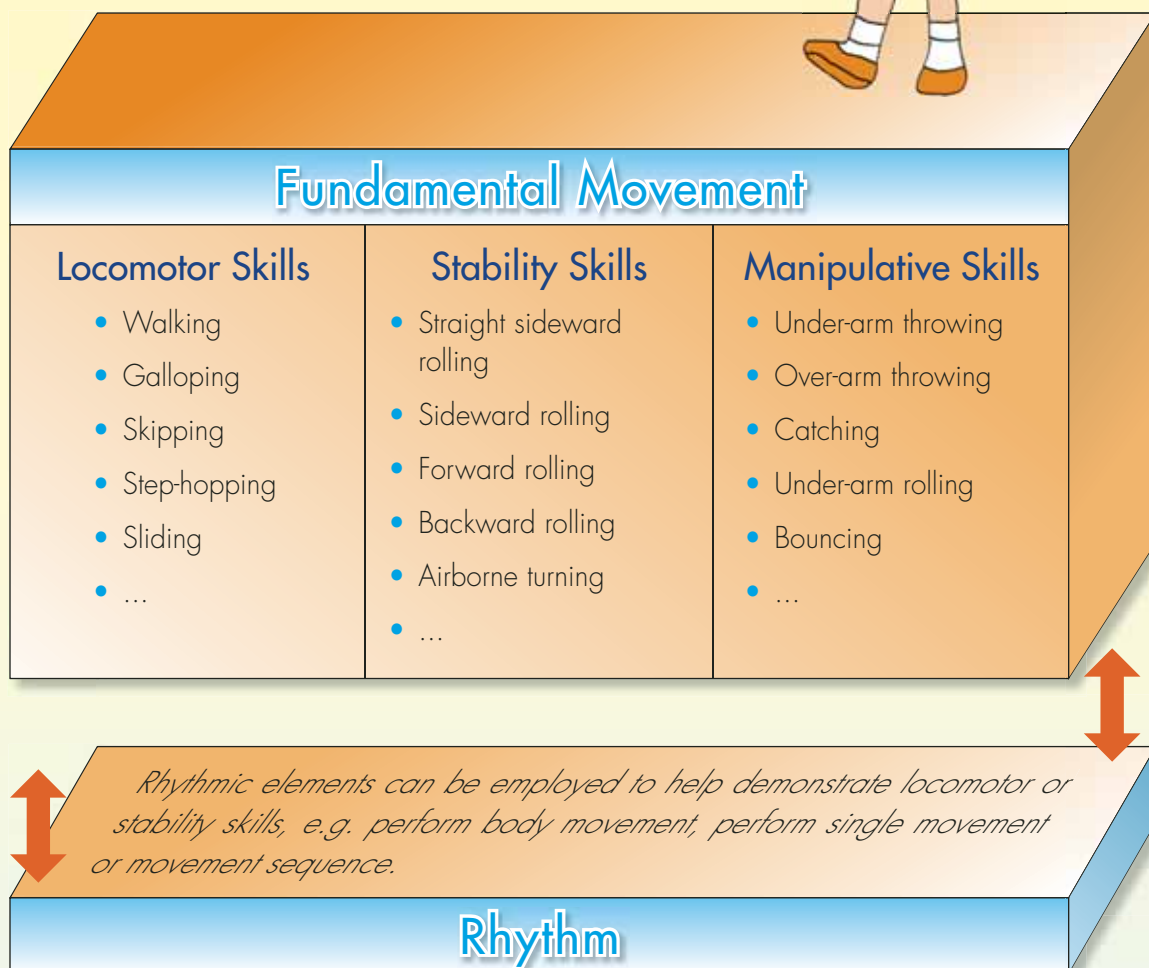 Fundamental Movement
Locomotor Skills
• Walking
• Galloping
• Skipping
• Step-hopping
• Sliding
• ...
Stability Skills
• Straight sideward
rolling
• Sideward rolling
• Forward rolling
• Backward rolling
• Airborne turning
• ...
Manipulative Skills
• Under-arm throwing
• Over-arm throwing
• Catching
• Under-arm rolling
• Bouncing
• ...
Rhythmic elements can be employed to help demonstrate locomotor or
stability skills, e.g. perform body movement, perform single movement
or movement sequence.
Rhythm